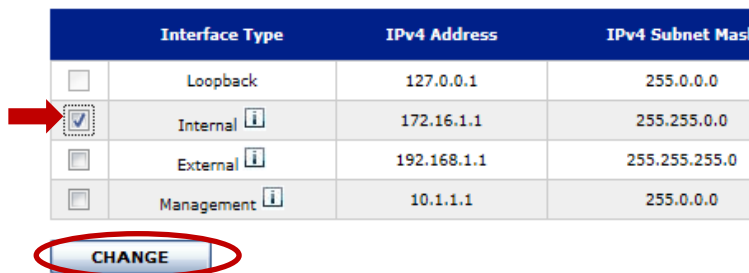 Interface Type IPv4 Address IPv4 Subnet
Loopback 127.0.0.1 255.0.0.0
Internal i 172.16.1.1 255.255.0.0
External i 192.168.1.1 255.255.255.0
Management i 10.1.1.1 255.0.0.0
CHANGE